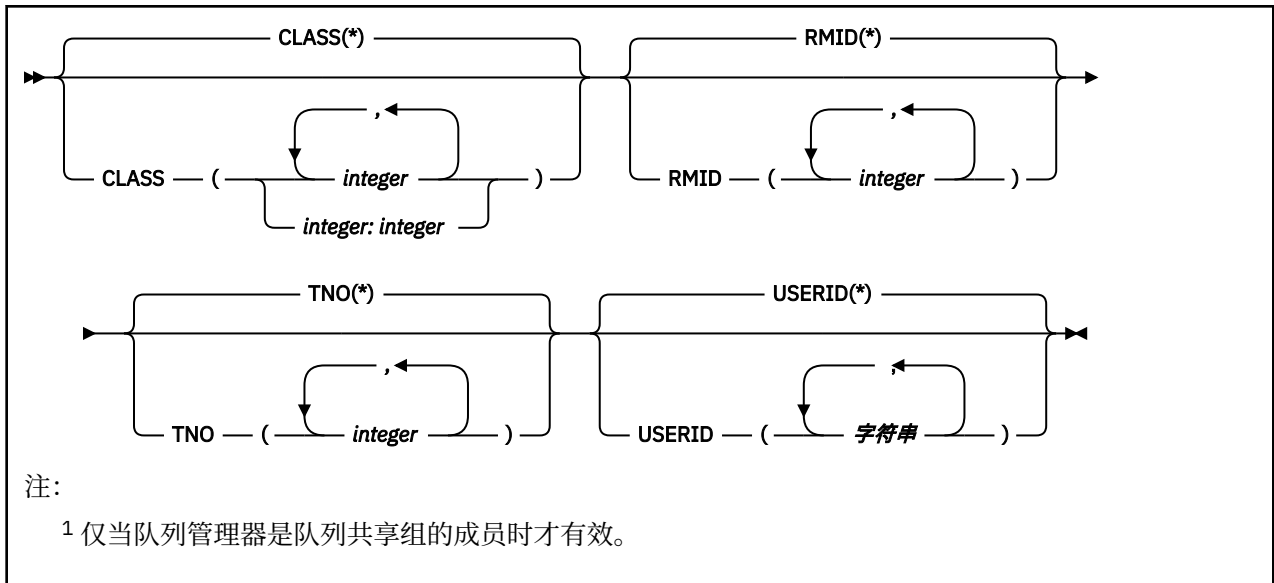 CLASS(*) RMID(*)
, ,
CLASS ( integer ) RMID ( integer )
integer: integer
TNO(*) USERID(*)
, ,
TNO ( integer ) USERID ( 字符串 )
注:
1 仅当队列管理器是队列共享组的成员时才有效。